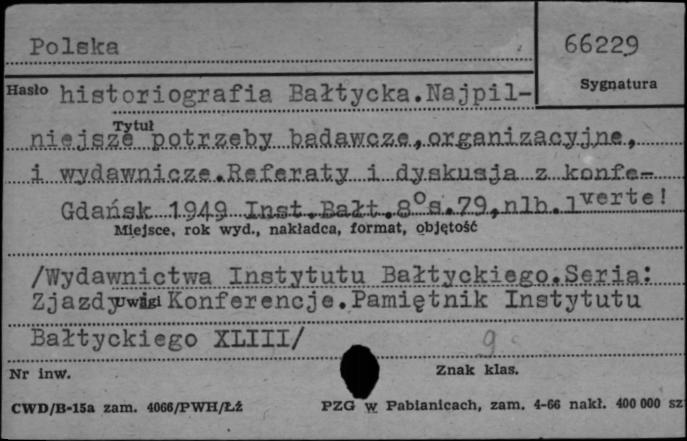 Polska
66229
Hasło
Sygnatura
historiografia Bałtycka.Najpil-
Tytuł
niejsze potrzeby badawcze,organizacyjne,
i wydawnicze.Referaty i dyskusja z konfe-
Gdańsk 1949 Inst.Bałt.8°s.79,nlb.1 verte!
Miejsce, rok wyd., nakładca, format, objętość
/Wydawnictwa Instytutu Bałtyckiego.Seria:
Zjazdy Uwagi Konferencje.Pamiętnik Instytutu
Bałtyckiego XLIII/
Nr inw.
Znak klas.
CWD/B-15a zam. 4066/PWH/Łż
PZG w Pabianicach, zam. 4-66 nakł. 400 000 sz